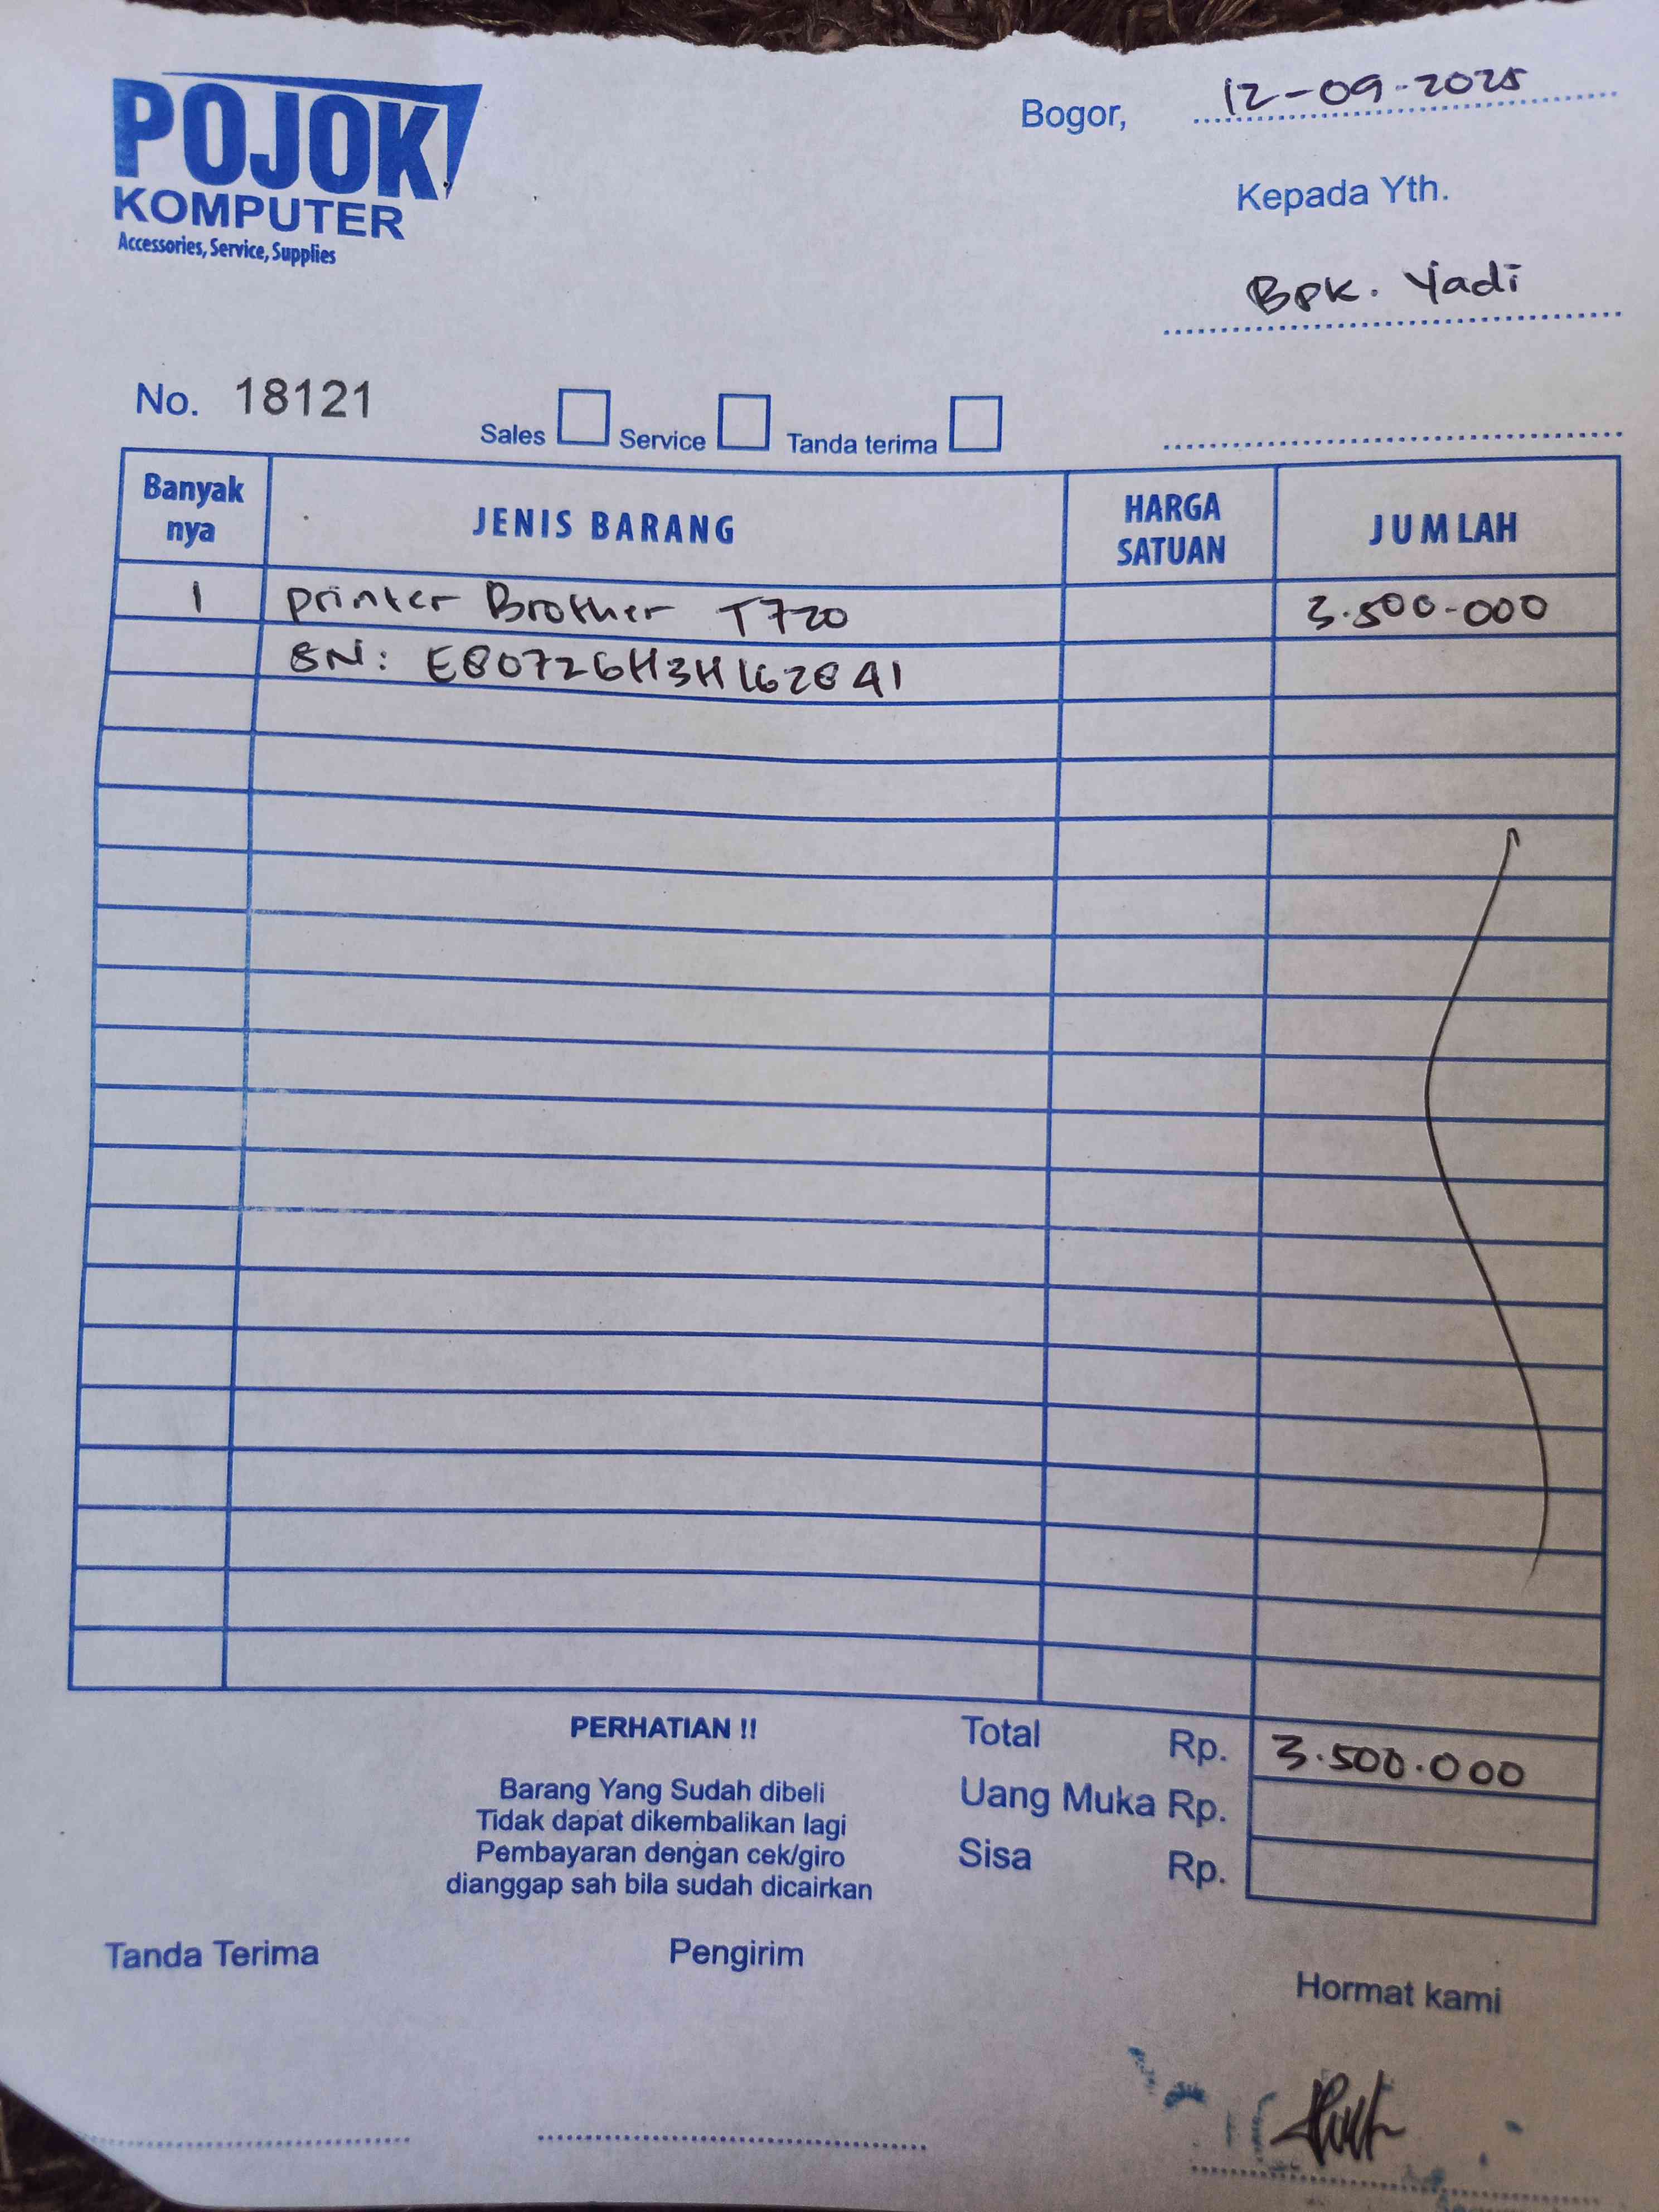 POJOK
KOMPUTER
Accessories, Service, Supplies
Bogor, 12-09-2025
Kepada Yth.
Bpk. Yadi
No. 18121
Sales Service Tanda terima
Banyak nya JENIS BARANG HARGA SATUAN JUMLAH
1 printer Brother T720 3.500.000
SN: E80726H3H162841
PERHATIAN !!
Barang Yang Sudah dibeli
Tidak dapat dikembalikan lagi
Pembayaran dengan cek/giro
dianggap sah bila sudah dicairkan
Total Rp. 3.500.000
Uang Muka Rp.
Sisa Rp.
Tanda Terima Pengirim Hormat kami